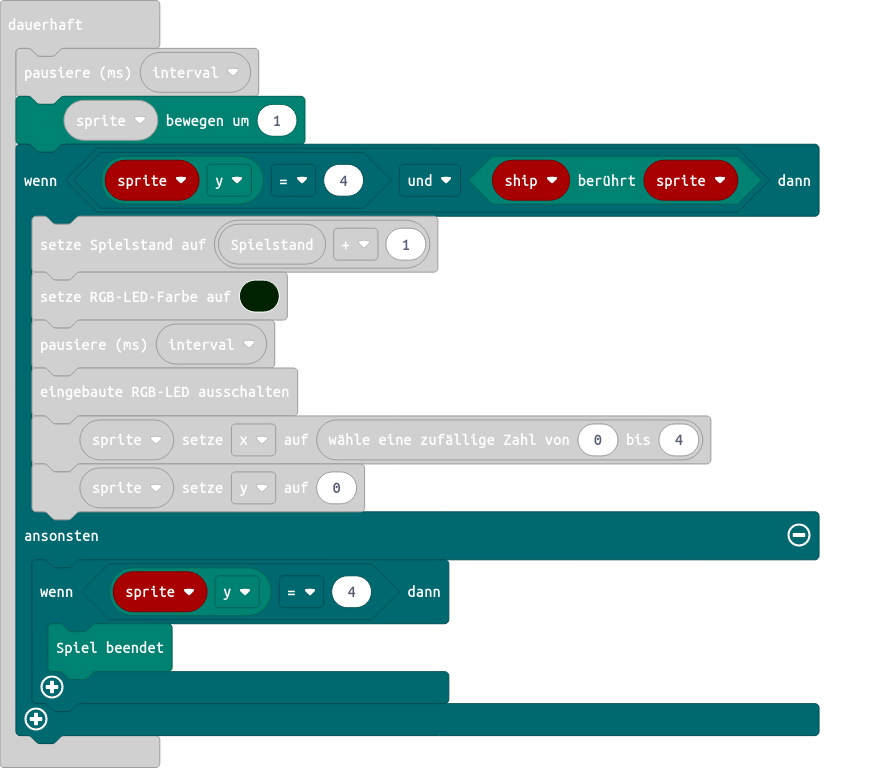 dauerhaft
pausiere (ms) interval
sprite bewegen um 1
wenn sprite y = 4 und ship berührt sprite dann
setze Spielstand auf Spielstand + 1
setze RGB-LED-Farbe auf
pausiere (ms) interval
eingebaute RGB-LED ausschalten
sprite setze x auf wähle eine zufällige Zahl von 0 bis 4
sprite setze y auf 0
ansonsten
wenn sprite y = 4 dann
Spiel beendet